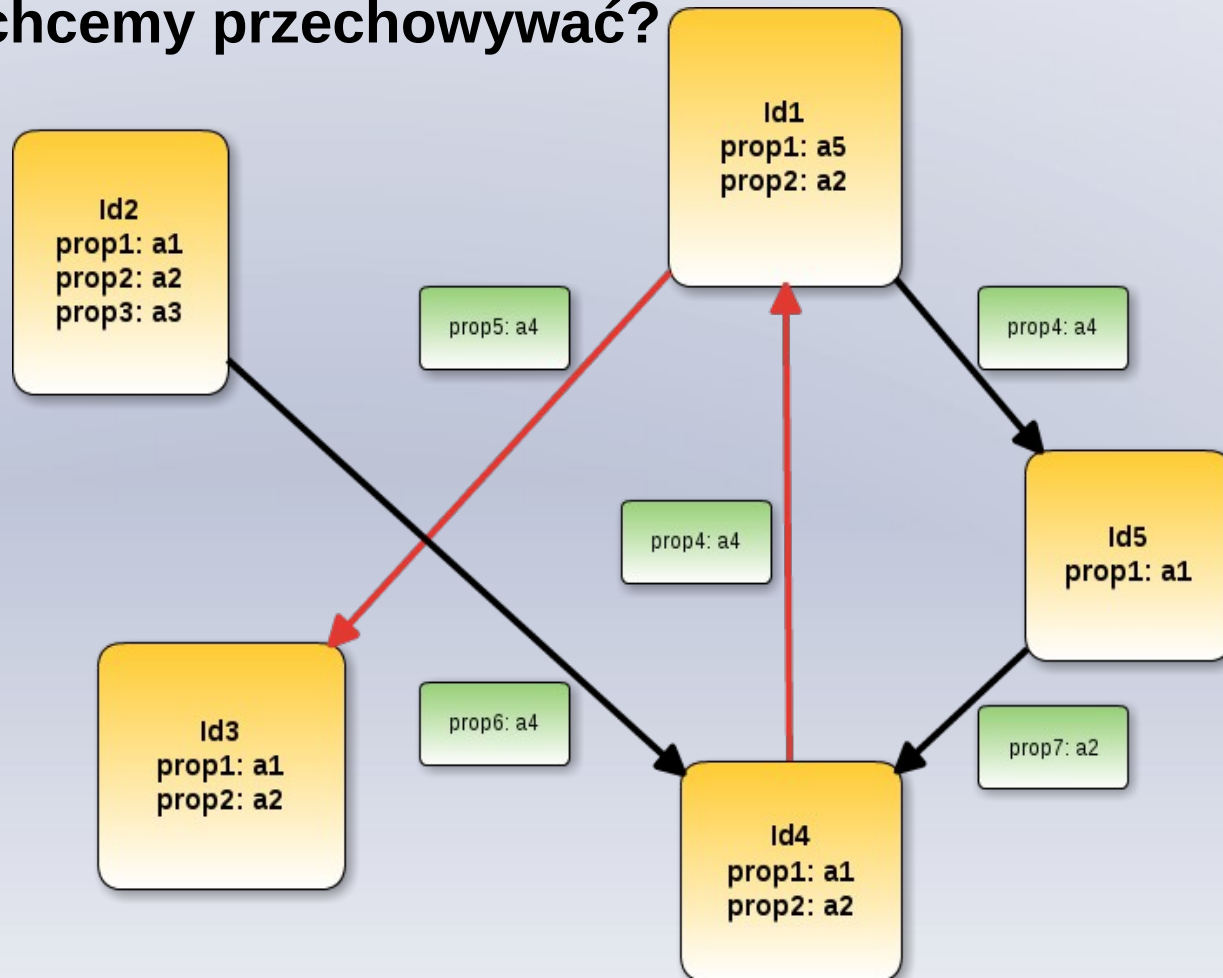 chcemy przechowywać?
Id1
prop1: a5
prop2: a2
Id2
prop1: a1
prop2: a2
prop3: a3
prop5: a4
prop4: a4
prop4: a4
Id5
prop1: a1
Id3
prop1: a1
prop2: a2
prop6: a4
prop7: a2
Id4
prop1: a1
prop2: a2